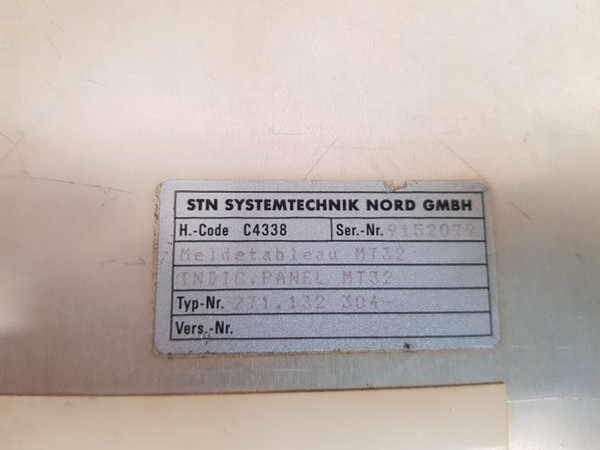 STN SYSTEMTECHNIK NORD GMBH
H.-Code C4338 Ser.-Nr. 9152079
Meldetableau MT32
INDIC.PANEL MT32
Typ-Nr. 271.132 304-
Vers.-Nr.